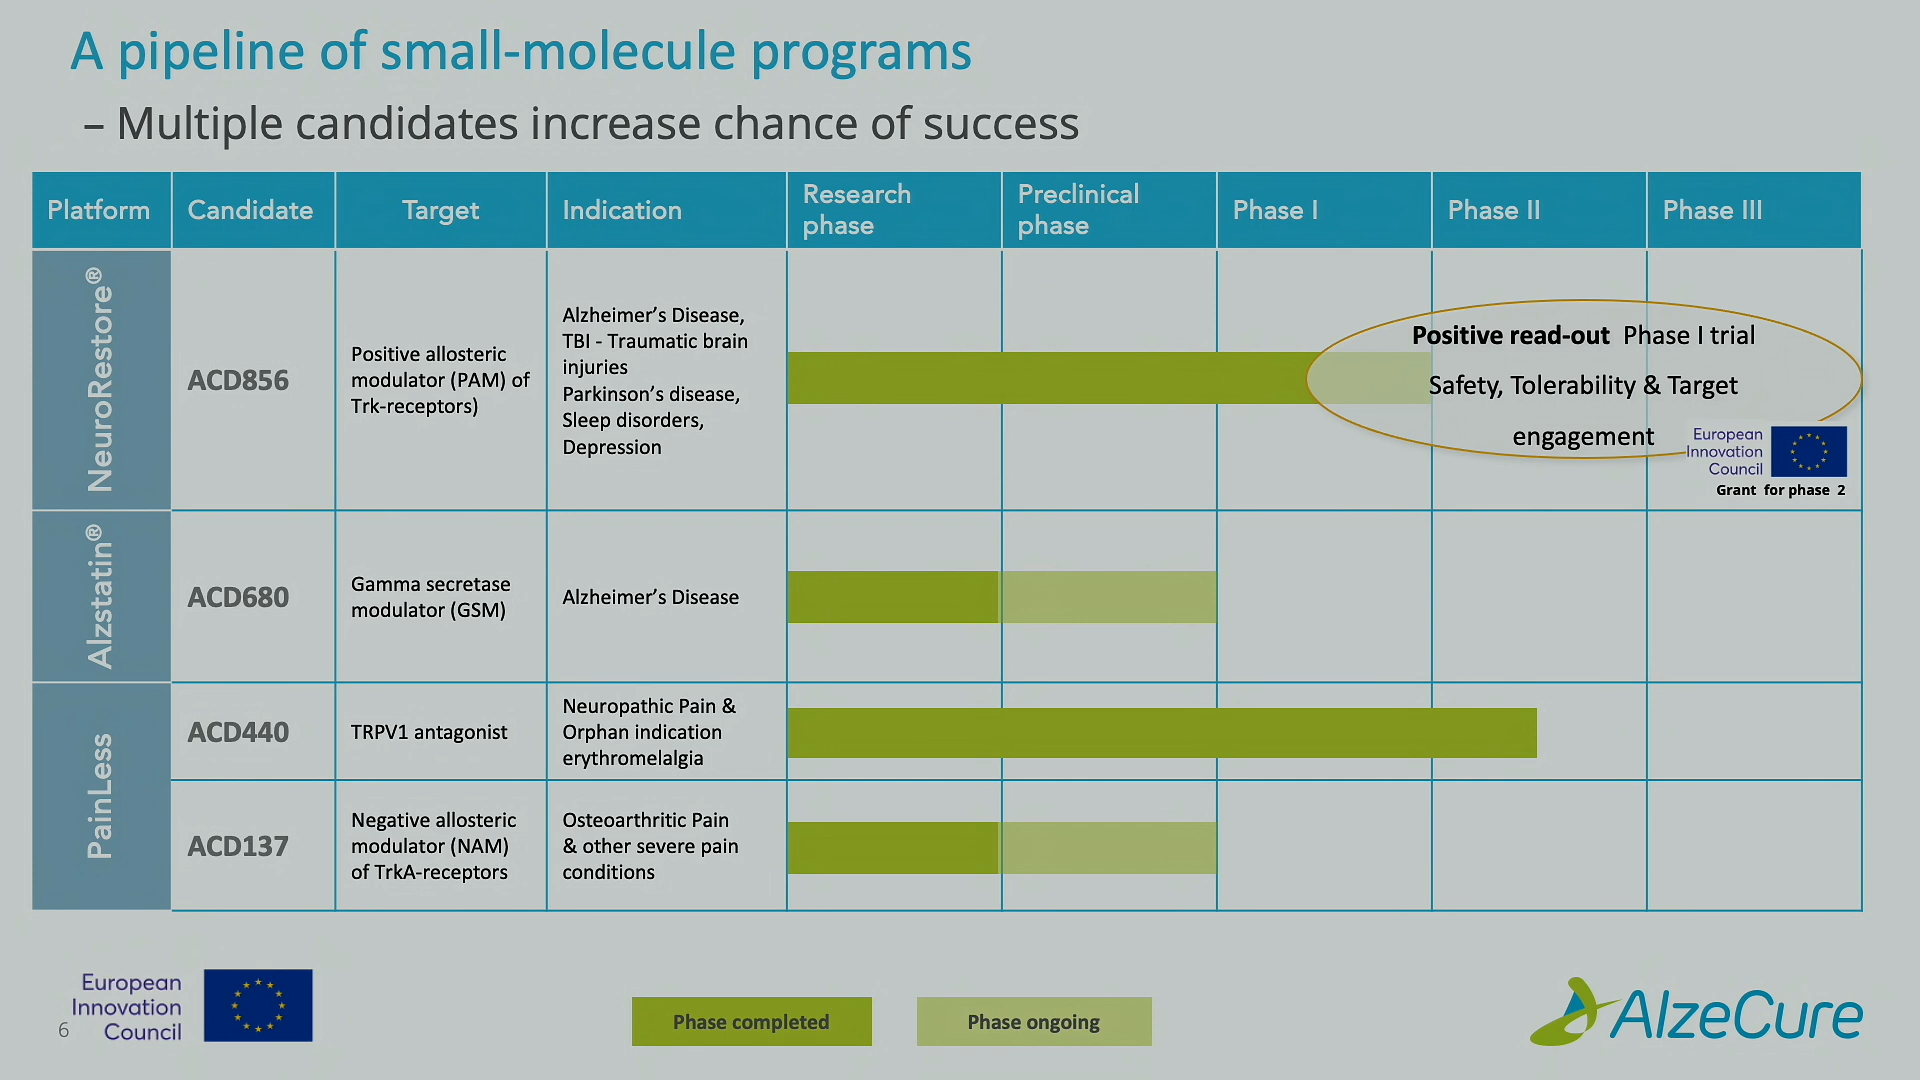 A pipeline of small-molecule programs
– Multiple candidates increase chance of success
Platform
Candidate
Target
Indication
Research
phase
Preclinical
phase
Phase I
Phase II
Phase III
NeuroRestore®
ACD856
Positive allosteric
modulator (PAM) of
Trk-receptors)
Alzheimer’s Disease,
TBI - Traumatic brain
injuries
Parkinson’s disease,
Sleep disorders,
Depression
Positive read-out Phase I trial
Safety, Tolerability & Target
engagement
European
Innovation
Council
Grant for phase 2
Alzstatin®
ACD680
Gamma secretase
modulator (GSM)
Alzheimer’s Disease
PainLess
ACD440
TRPV1 antagonist
Neuropathic Pain &
Orphan indication
erythromelalgia
ACD137
Negative allosteric
modulator (NAM)
of TrkA-receptors
Osteoarthritic Pain
& other severe pain
conditions
European
Innovation
Council
6
Phase completed
Phase ongoing
AlzeCure